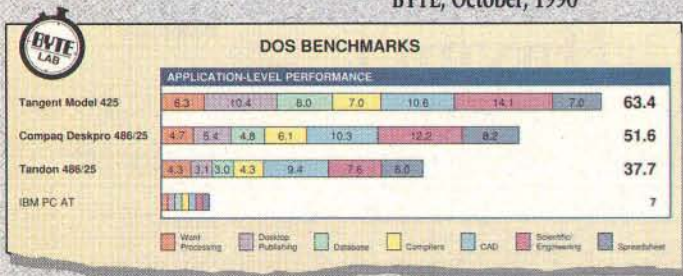 BYTE, October, 1990
BYTE
LAB
DOS BENCHMARKS
APPLICATION-LEVEL PERFORMANCE
Tangent Model 425 6.3 10.4 8.0 7.0 10.6 14.1 7.0 63.4
Compaq Deskpro 486/25 4.7 5.4 4.8 6.1 10.3 12.2 8.2 51.6
Tandon 486/25 4.3 3.1 3.0 4.3 9.4 7.6 6.0 37.7
IBM PC AT 7
Word Processing Desktop Publishing Database Compilers CAD Scientific/Engineering Spreadsheet